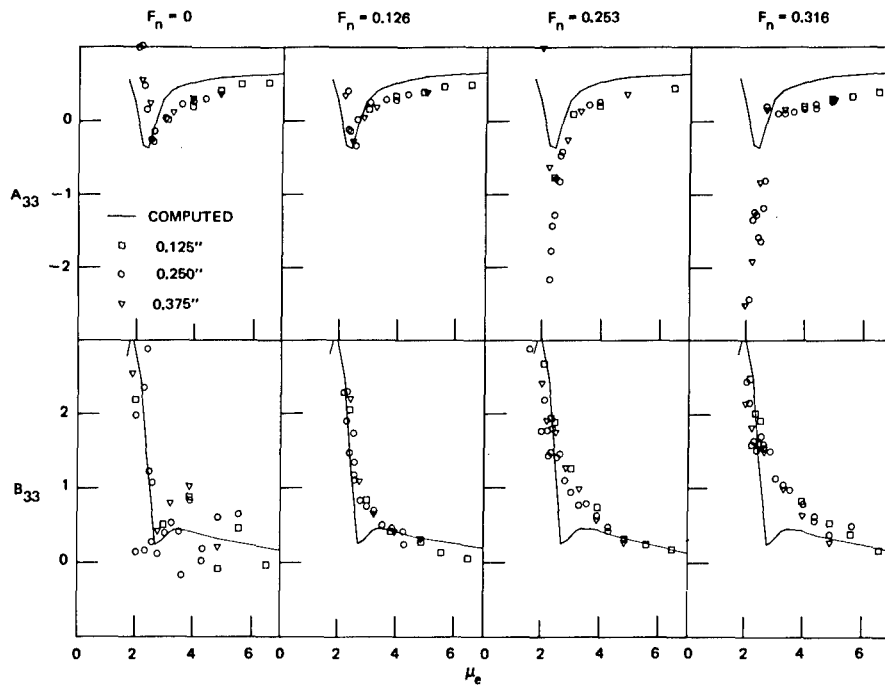 F_n = 0
F_n = 0.126
F_n = 0.253
F_n = 0.316
0
A_33
-1
-2
COMPUTED
0.125"
0.250"
0.375"
2
B_33
1
0
0 2 4 6 0 2 4 6 0 2 4 6 0 2 4 6
μ_e